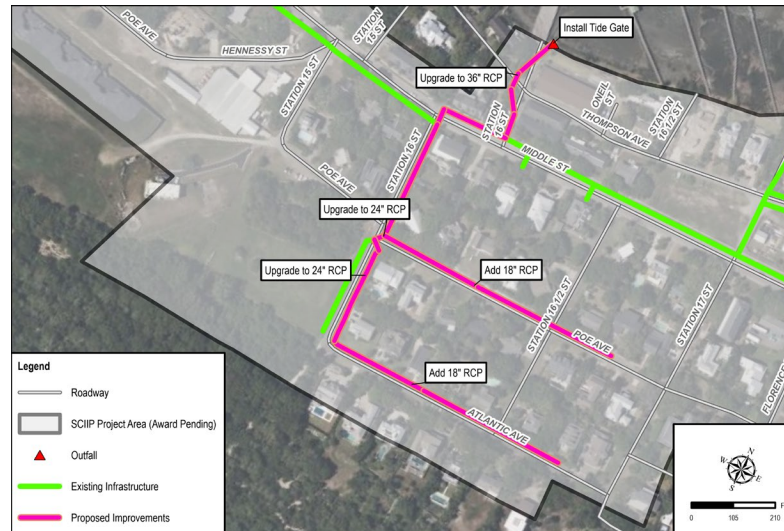 Install Tide Gate
POE AVE
HENNESSY ST
STATION 15 ST
STATION 15 ST
Upgrade to 36" RCP
STATION 16 ST
ONEIL ST
THOMPSON AVE
STATION 16 1/2 ST
MIDDLE ST
STATION 16 ST
POE AVE
Upgrade to 24" RCP
Upgrade to 24" RCP
Add 18" RCP
STATION 16 1/2 ST
STATION 17 ST
POE AVE
FLORENCE
Add 18" RCP
ATLANTIC AVE
Legend
Roadway
SCIIP Project Area (Award Pending)
Outfall
Existing Infrastructure
Proposed Improvements
N
W
E
S
0 105 210